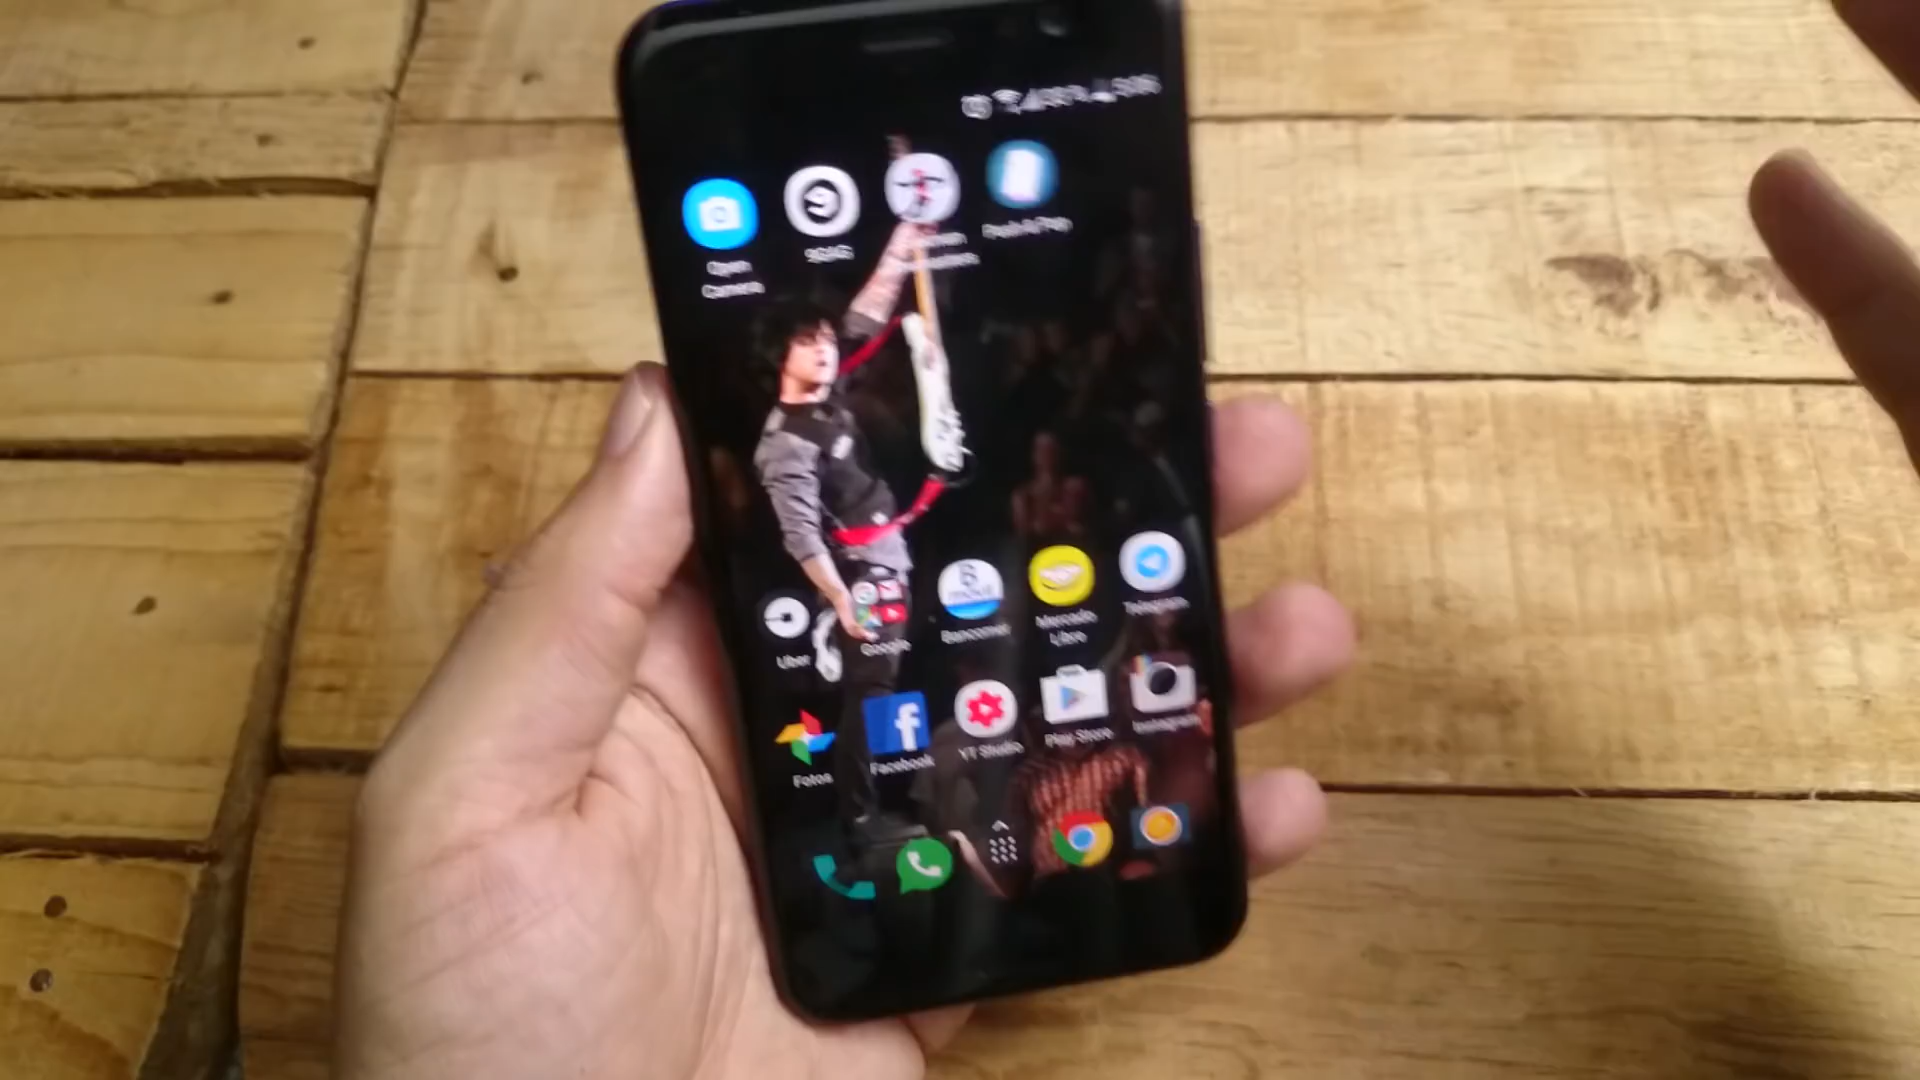 Open
Camera
9GAG
Uber
Google
Bancomer
Mercado
Libre
Telegram
Fotos
Facebook
YT Studio
Play Store
Instagram